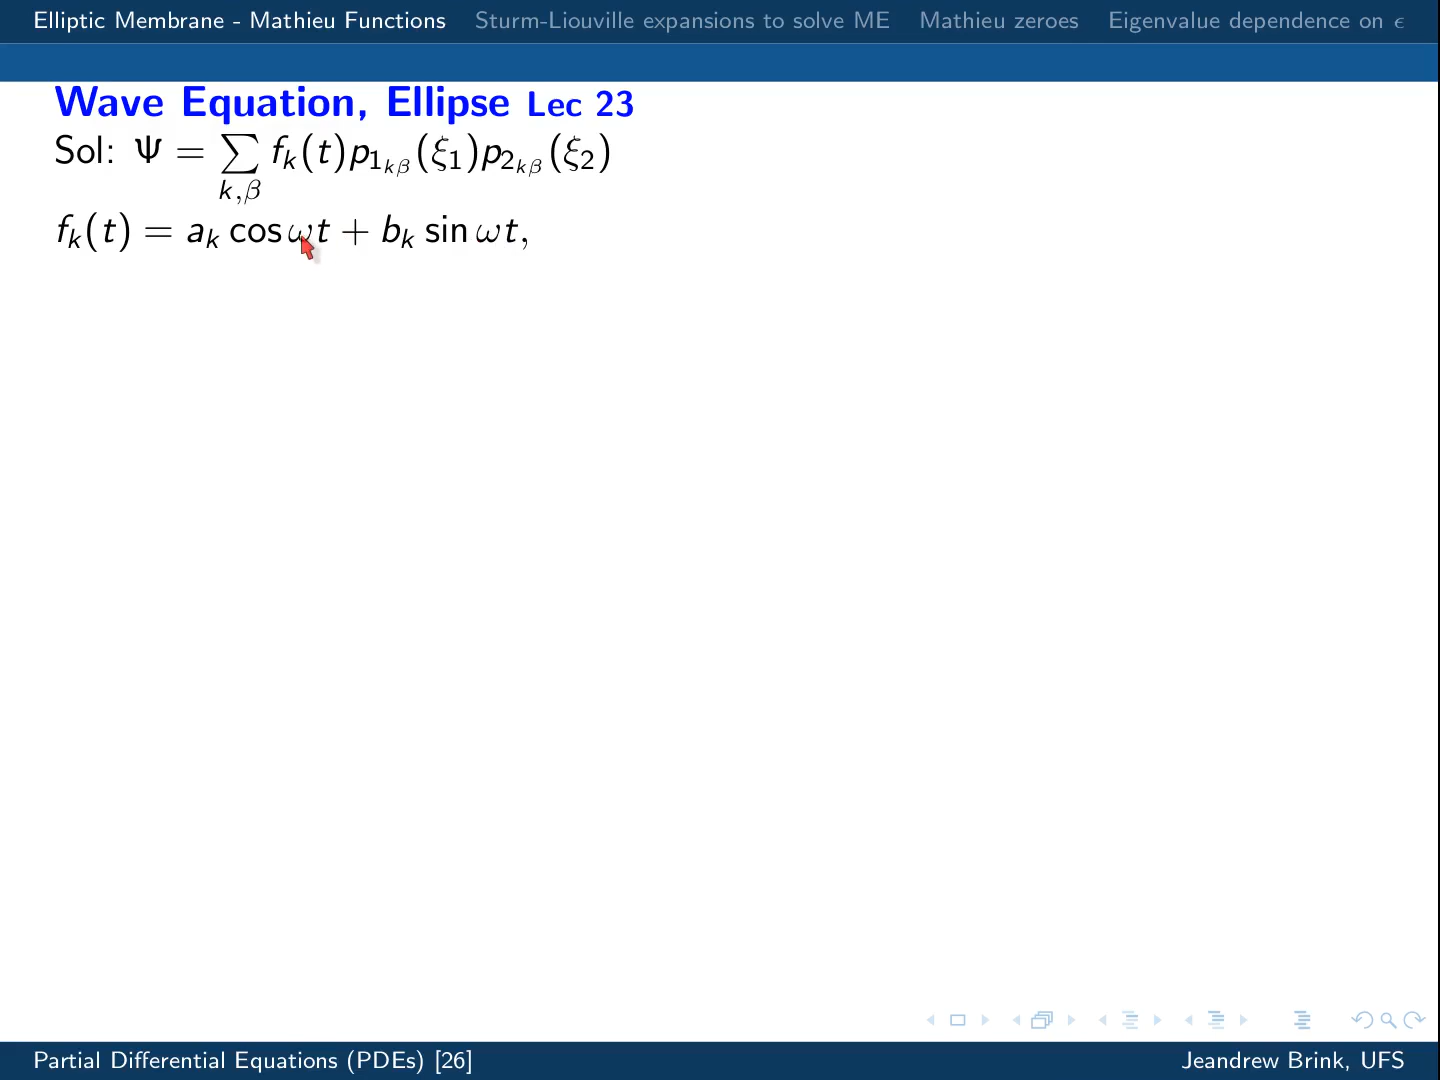 Elliptic Membrane - Mathieu Functions Sturm-Liouville expansions to solve ME Mathieu zeroes Eigenvalue dependence on ϵ
Wave Equation, Ellipse Lec 23
Sol: Ψ = ∑_{k,β} f_k(t)p_{1_{kβ}}(ξ_1)p_{2_{kβ}}(ξ_2)
f_k(t) = a_k cos ωt + b_k sin ωt,
Partial Differential Equations (PDEs) [26] Jeandrew Brink, UFS